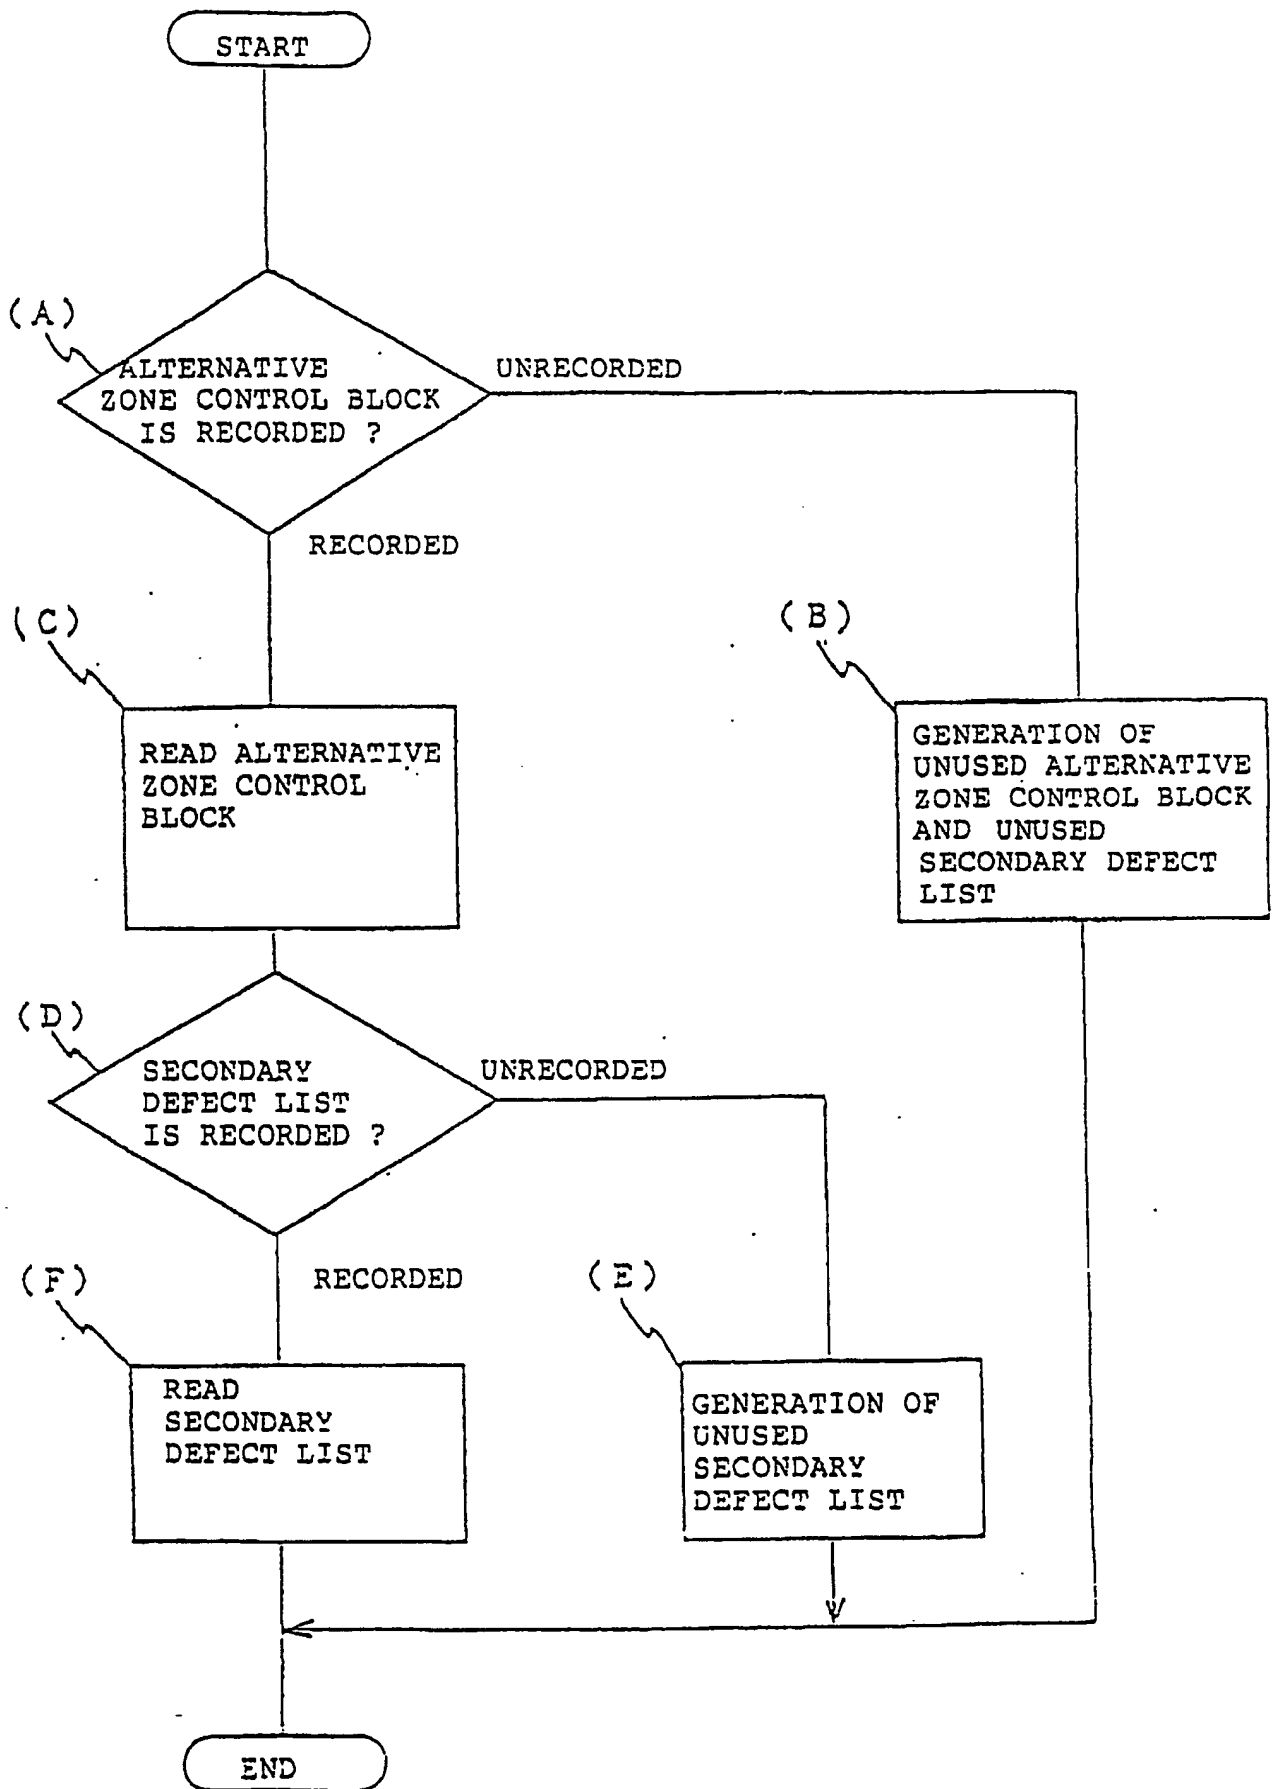 START
(A)
ALTERNATIVE
ZONE CONTROL BLOCK
IS RECORDED ?
UNRECORDED
RECORDED
(C)
READ ALTERNATIVE
ZONE CONTROL
BLOCK
(B)
GENERATION OF
UNUSED ALTERNATIVE
ZONE CONTROL BLOCK
AND UNUSED
SECONDARY DEFECT
LIST
(D)
SECONDARY
DEFECT LIST
IS RECORDED ?
UNRECORDED
RECORDED
(F)
READ
SECONDARY
DEFECT LIST
(E)
GENERATION OF
UNUSED
SECONDARY
DEFECT LIST
END